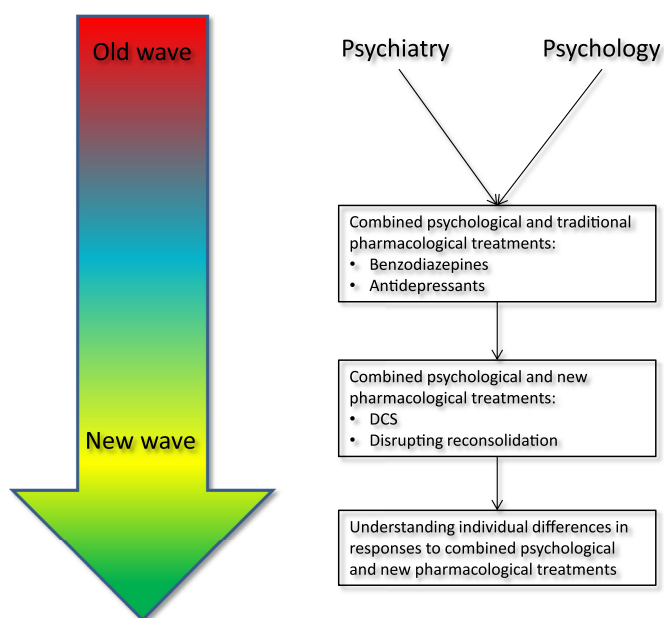 Old wave
Psychiatry
Psychology
Combined psychological and traditional
pharmacological treatments:
• Benzodiazepines
• Antidepressants
Combined psychological and new
pharmacological treatments:
• DCS
• Disrupting reconsolidation
New wave
Understanding individual differences in
responses to combined psychological
and new pharmacological treatments